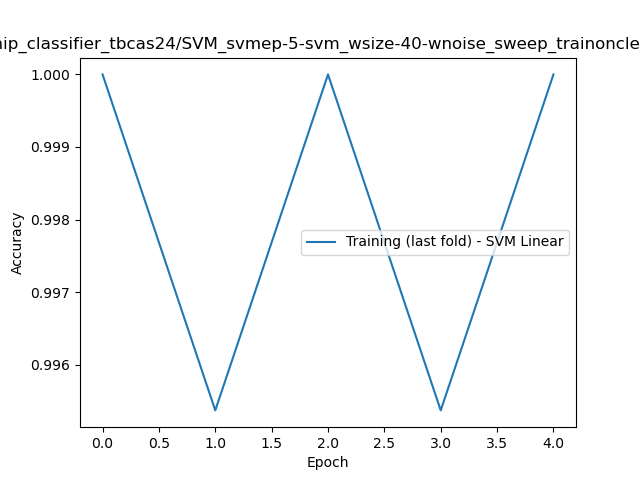 hip_classifier_tbcas24/SVM_svmep-5-svm_wsize-40-wnoise_sweep_trainoncle
1.000
0.999
0.998
0.997
0.996
Accuracy
Training (last fold) - SVM Linear
0.0 0.5 1.0 1.5 2.0 2.5 3.0 3.5 4.0
Epoch